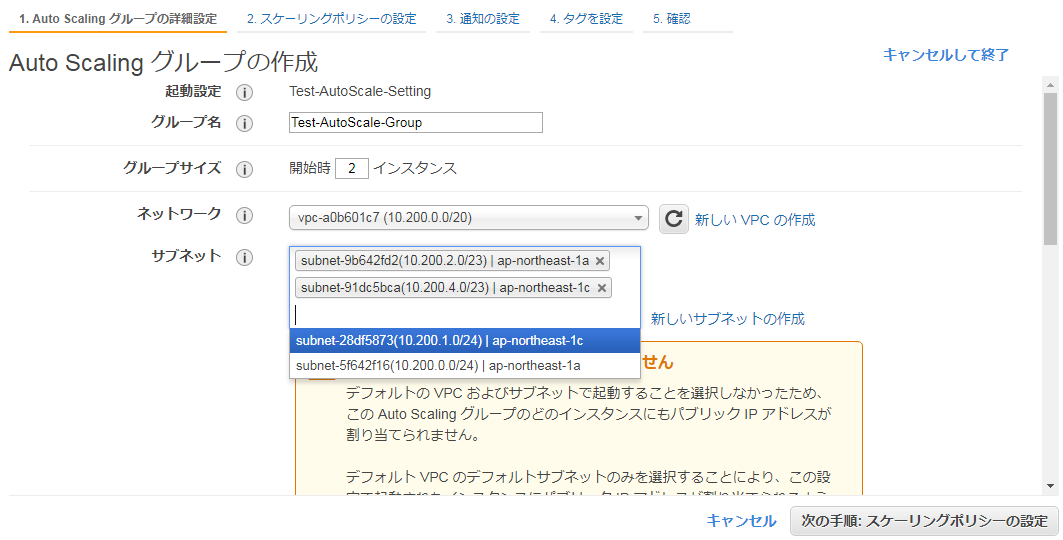 1. Auto Scaling グループの詳細設定 2. スケーリングポリシーの設定 3. 通知の設定 4. タグを設定 5. 確認
Auto Scaling グループの作成
キャンセルして終了
起動設定 i Test-AutoScale-Setting
グループ名 i Test-AutoScale-Group
グループサイズ i 開始時 2 インスタンス
ネットワーク i vpc-a0b601c7 (10.200.0.0/20) 新しい VPC の作成
サブネット i subnet-9b642fd2(10.200.2.0/23) | ap-northeast-1a ×
subnet-91dc5bca(10.200.4.0/23) | ap-northeast-1c ×
新しいサブネットの作成
subnet-28df5873(10.200.1.0/24) | ap-northeast-1c
subnet-5f642f16(10.200.0.0/24) | ap-northeast-1a
せん
デフォルトの VPC およびサブネットで起動することを選択しなかったため、
この Auto Scaling グループのどのインスタンスにもパブリック IP アドレスが
割り当てられません。
デフォルト VPC のデフォルトサブネットのみを選択することにより、この設
キャンセル 次の手順: スケーリングポリシーの設定